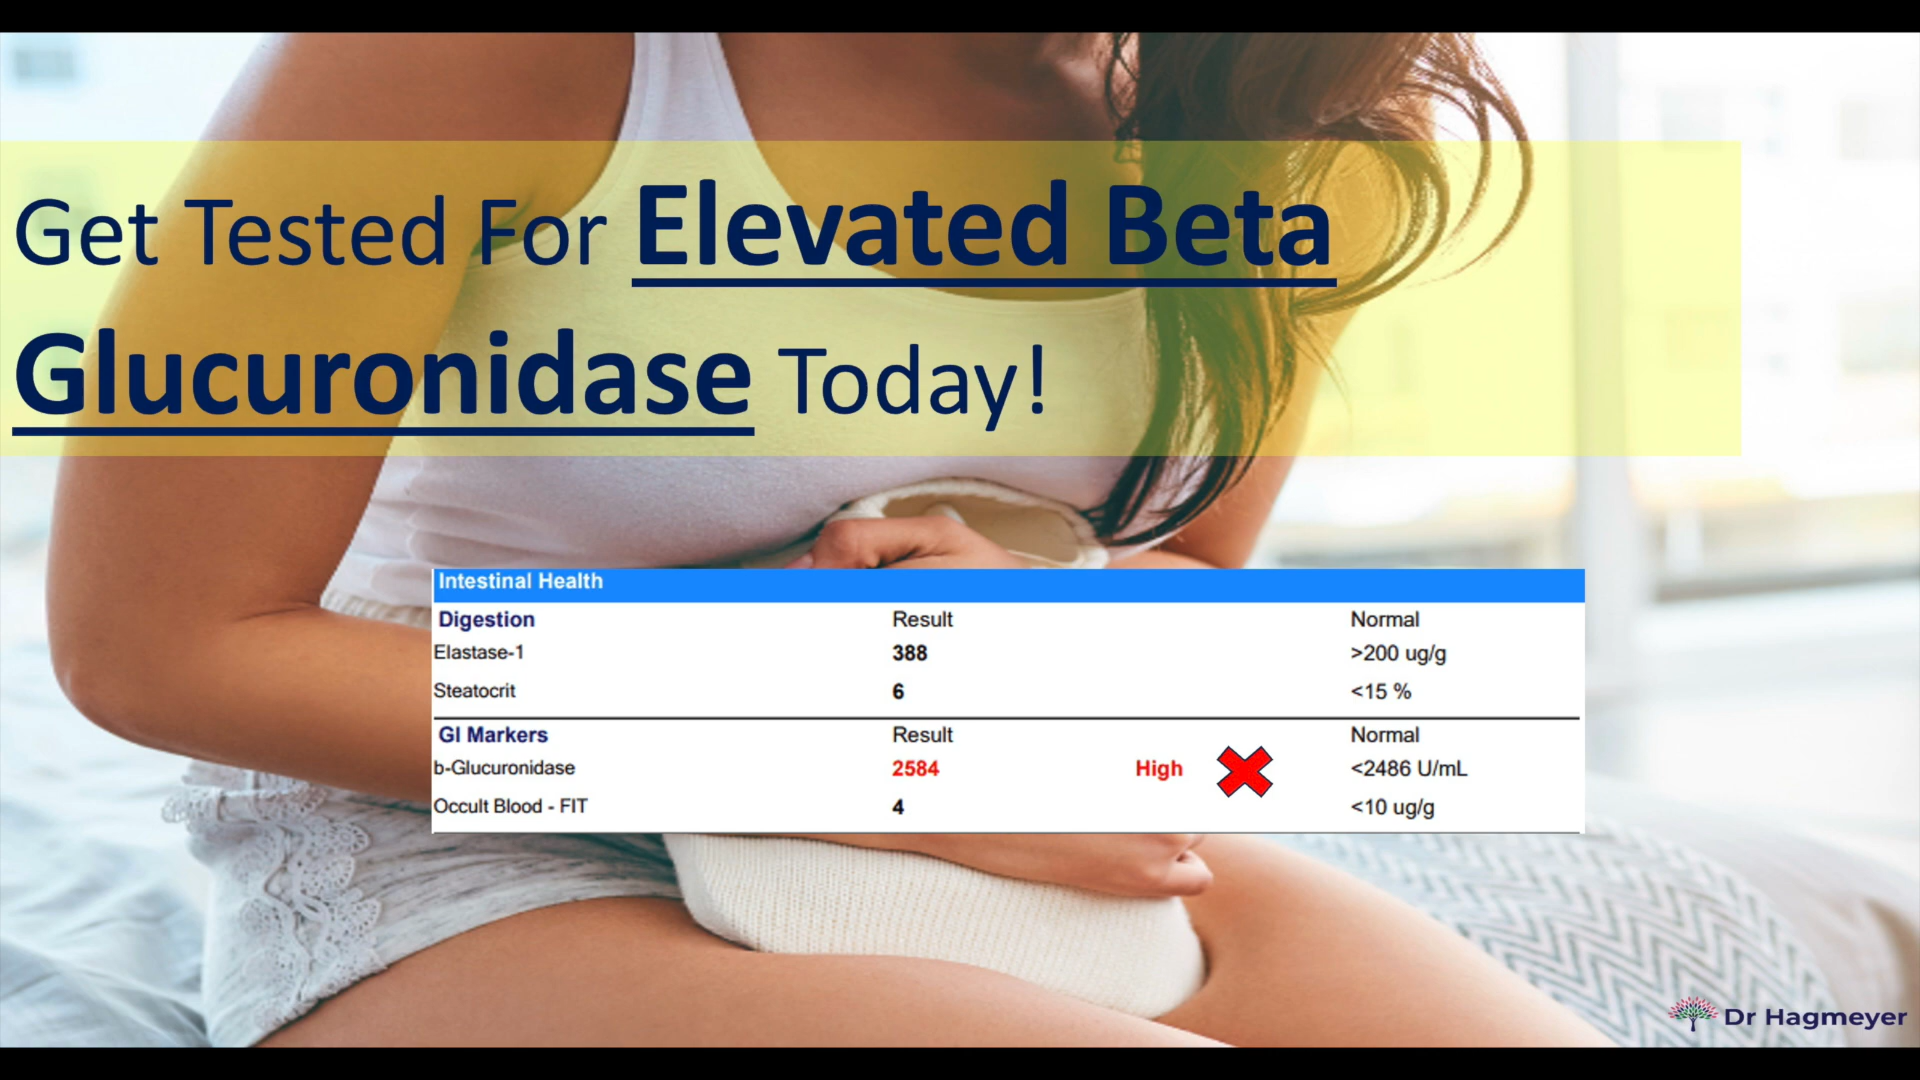 Get Tested For Elevated Beta
Glucuronidase Today!
Intestinal Health
Digestion Result Normal
Elastase-1 388 >200 ug/g
Steatocrit 6 <15 %
GI Markers Result Normal
b-Glucuronidase 2584 High <2486 U/mL
Occult Blood - FIT 4 <10 ug/g
Dr Hagmeyer